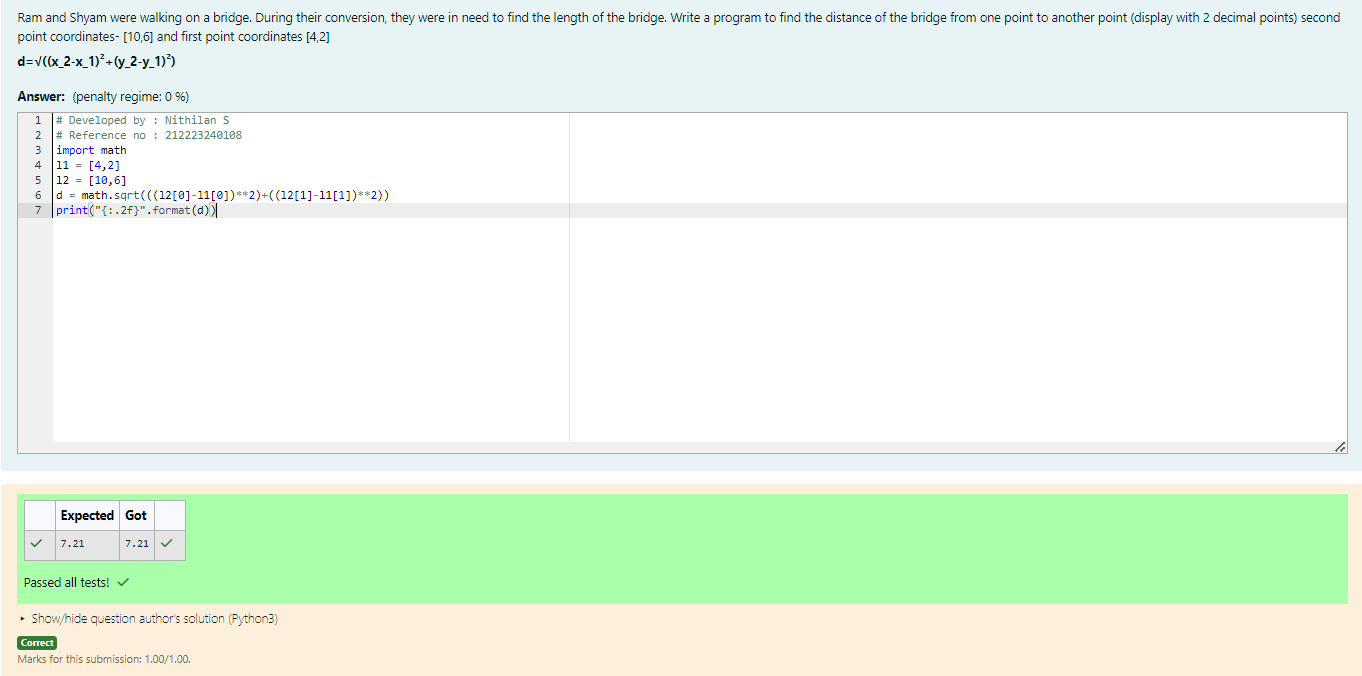 Ram and Shyam were walking on a bridge. During their conversion, they were in need to find the length of the bridge. Write a program to find the distance of the bridge from one point to another point (display with 2 decimal points) second
point coordinates- [10,6] and first point coordinates [4,2]
d=√((x_2-x_1)²+(y_2-y_1)²)
Answer: (penalty regime: 0 %)
1 # Developed by : Nithilan S
2 # Reference no : 212223240108
3 import math
4 l1 = [4,2]
5 l2 = [10,6]
6 d = math.sqrt(((l2[0]-l1[0])**2)+((l2[1]-l1[1])**2))
7 print("{:.2f}".format(d))
Expected Got
7.21 7.21
Passed all tests!
Show/hide question author's solution (Python3)
Correct
Marks for this submission: 1.00/1.00.